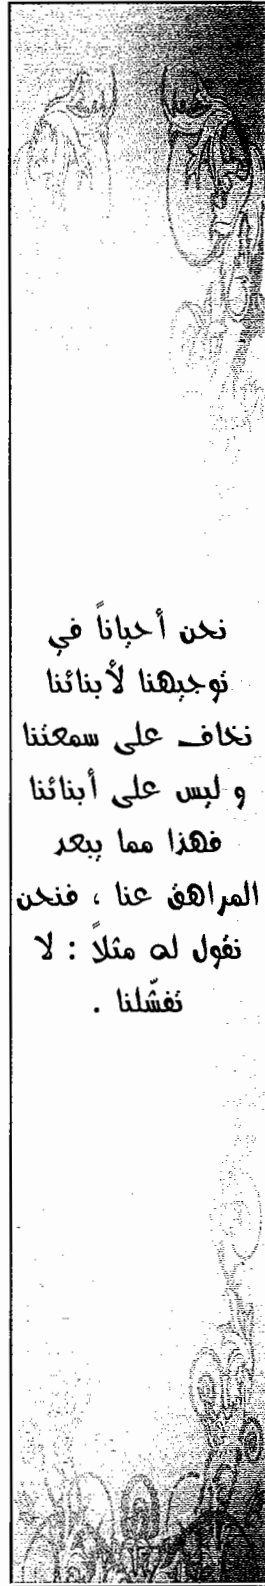 نحن أحياناً في
توجيهنا لأبنائنا
نخاف على سمعتنا
و ليس على أبنائنا
فهذا مما يبعد
المراهق عنا ، فنحن
نقول له مثلاً : لا
تفشّلنا .